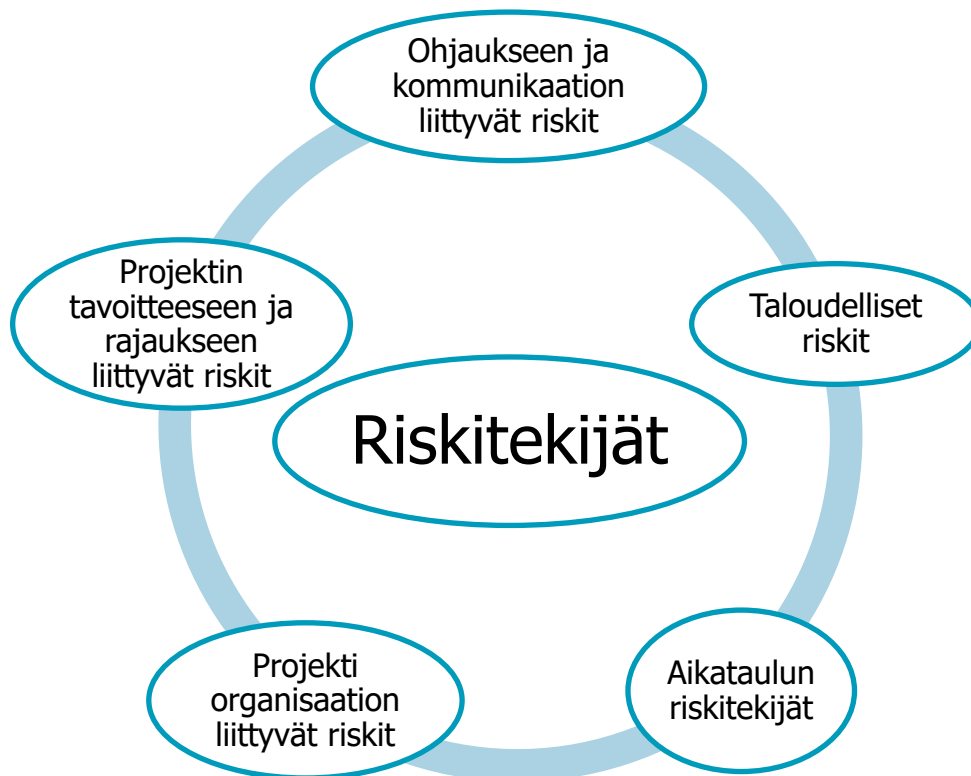 Ohjaukseen ja
kommunikaation
liittyvät riskit
Projektin
tavoitteeseen ja
rajaukseen
liittyvät riskit
Taloudelliset
riskit
Riskitekijät
Projekti
organisaation
liittyvät riskit
Aikataulun
riskitekijät